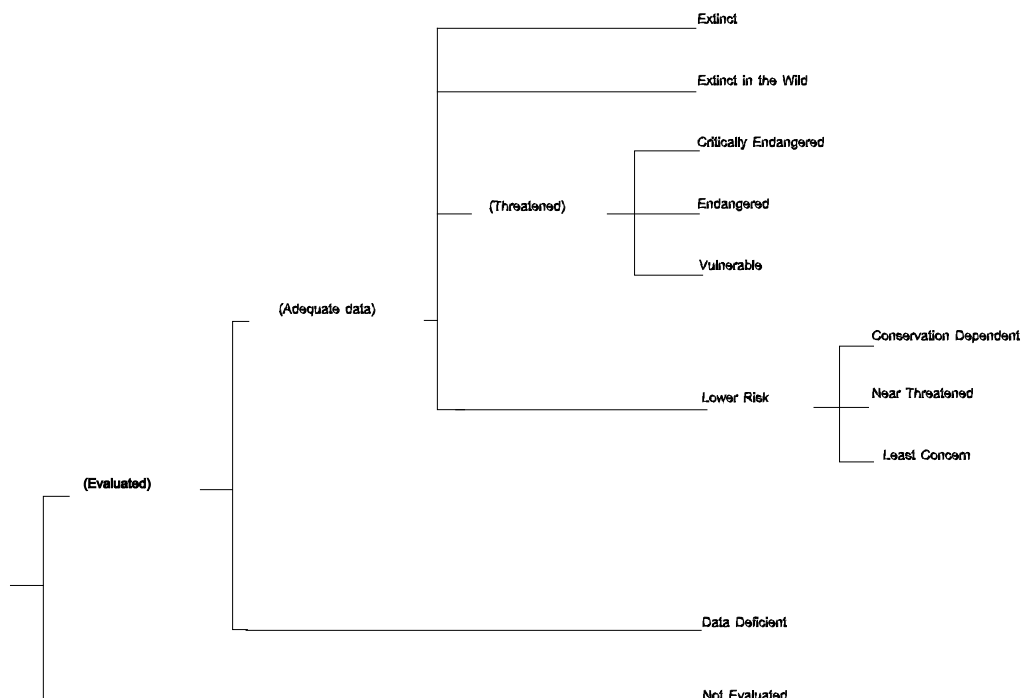 Extinct
Extinct in the Wild
Critically Endangered
(Threatened)
Endangered
Vulnerable
(Adequate data)
Conservation Dependent
Lower Risk
Near Threatened
Least Concern
(Evaluated)
Data Deficient
Not Evaluated